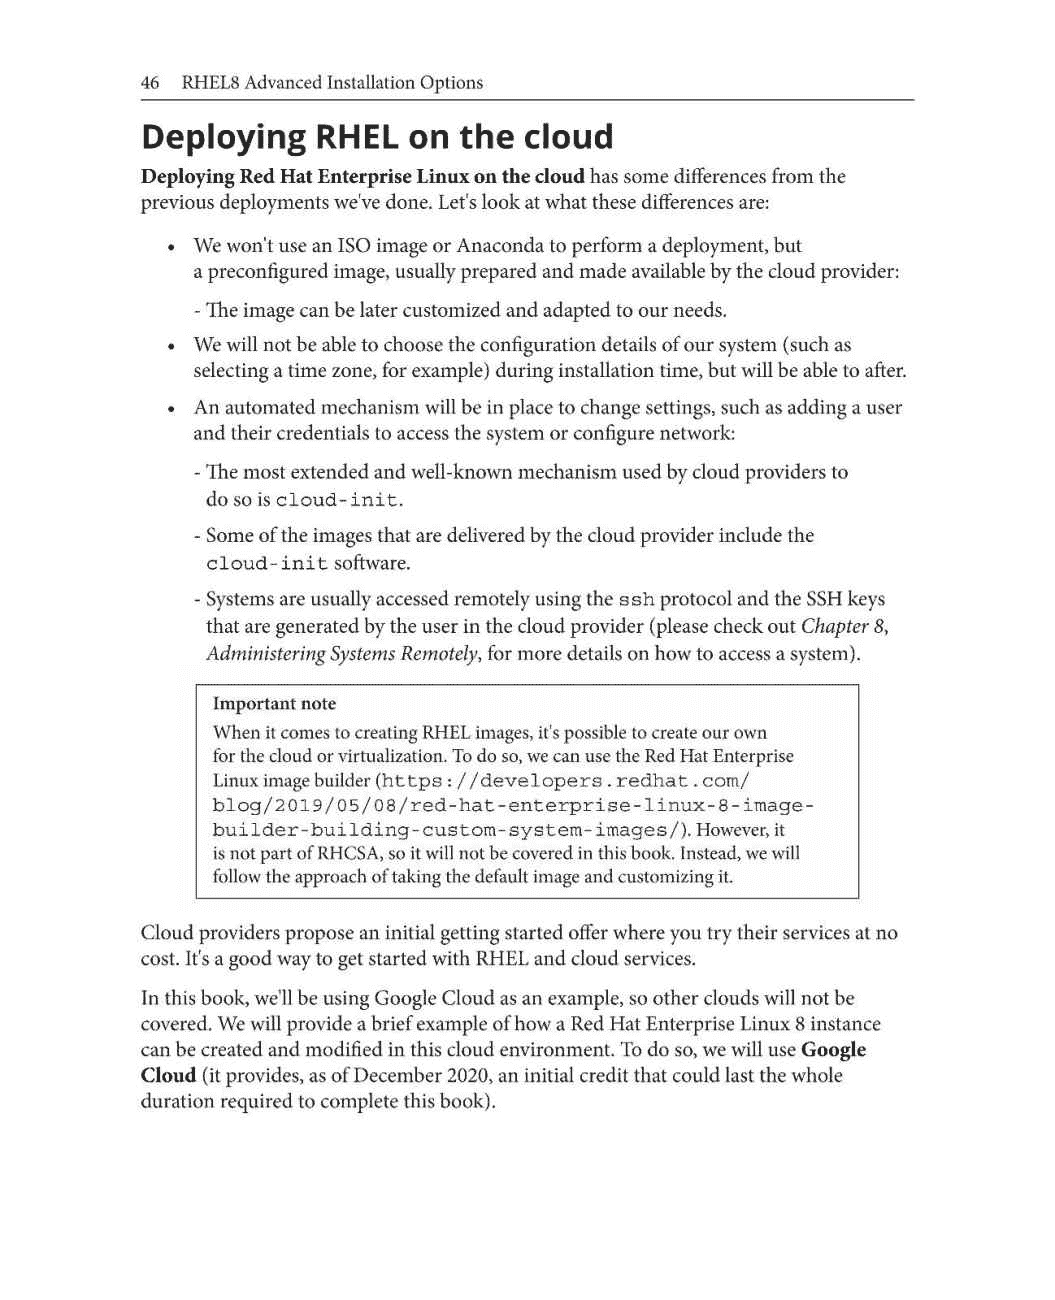 46 RHEL8 Advanced Installation Options
Deploying RHEL on the cloud
Deploying Red Hat Enterprise Linux on the cloud has some differences from the
previous deployments we've done. Let's look at what these differences are:
• We won't use an ISO image or Anaconda to perform a deployment, but
a preconfigured image, usually prepared and made available by the cloud provider:
- The image can be later customized and adapted to our needs.
• We will not be able to choose the configuration details of our system (such as
selecting a time zone, for example) during installation time, but will be able to after.
• An automated mechanism will be in place to change settings, such as adding a user
and their credentials to access the system or configure network:
- The most extended and well-known mechanism used by cloud providers to
do so is cloud-init.
- Some of the images that are delivered by the cloud provider include the
cloud-init software.
- Systems are usually accessed remotely using the ssh protocol and the SSH keys
that are generated by the user in the cloud provider (please check out Chapter 8,
Administering Systems Remotely, for more details on how to access a system).
Important note
When it comes to creating RHEL images, it's possible to create our own
for the cloud or virtualization. To do so, we can use the Red Hat Enterprise
Linux image builder (https://developers.redhat.com/
blog/2019/05/08/red-hat-enterprise-linux-8-image-
builder-building-custom-system-images/). However, it
is not part of RHCSA, so it will not be covered in this book. Instead, we will
follow the approach of taking the default image and customizing it.
Cloud providers propose an initial getting started offer where you try their services at no
cost. It's a good way to get started with RHEL and cloud services.
In this book, we'll be using Google Cloud as an example, so other clouds will not be
covered. We will provide a brief example of how a Red Hat Enterprise Linux 8 instance
can be created and modified in this cloud environment. To do so, we will use Google
Cloud (it provides, as of December 2020, an initial credit that could last the whole
duration required to complete this book).